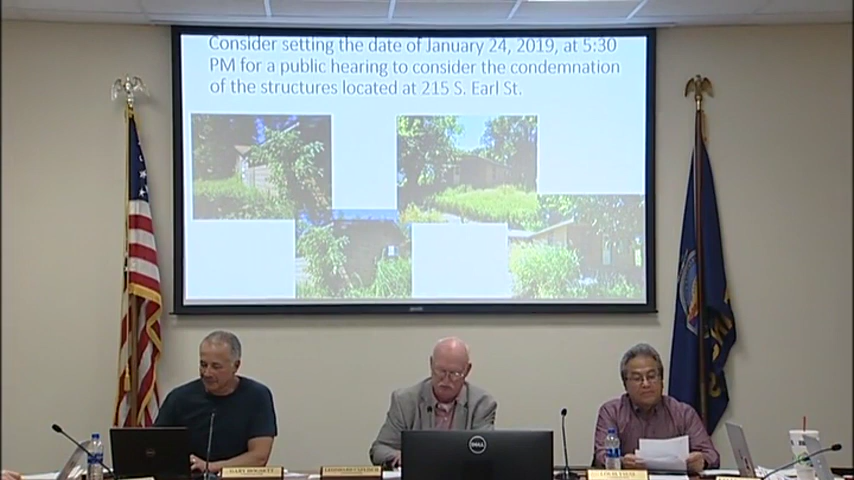 Consider setting the date of January 24, 2019, at 5:30
PM for a public hearing to consider the condemnation
of the structures located at 215 S. Earl St.
DELL